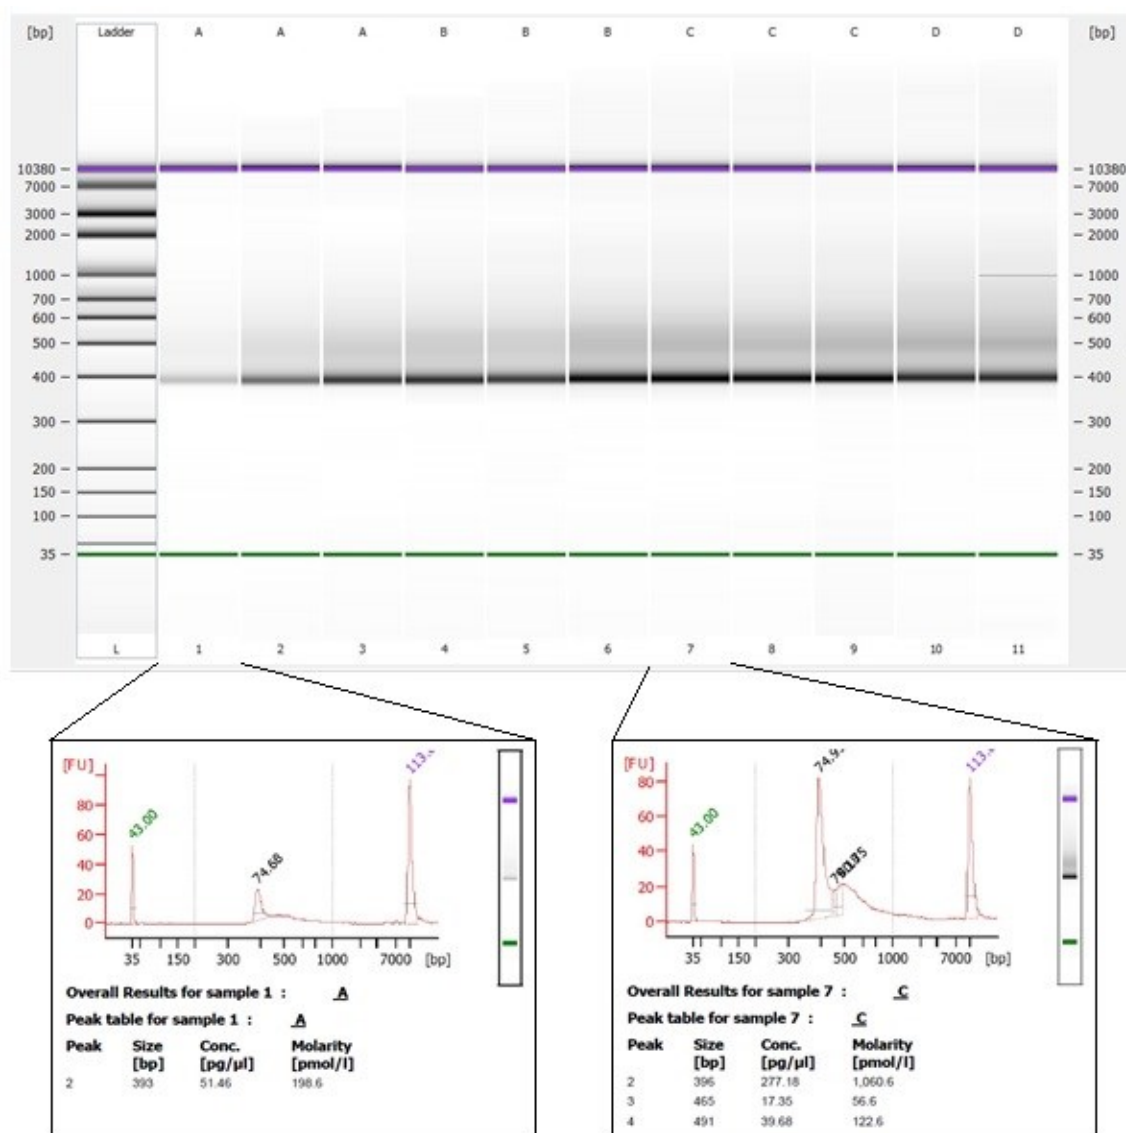 [bp] Ladder A A A B B B C C C D D [bp]
10380 10380
7000 7000
3000 3000
2000 2000
1000 1000
700 700
600 600
500 500
400 400
300 300
200 200
150 150
100 100
35 35
L 1 2 3 4 5 6 7 8 9 10 11
[FU]
43.00
74.68
80
60
40
20
0
35 150 300 500 1000 7000 [bp]
Overall Results for sample 1 : A
Peak table for sample 1 : A
Peak Size Conc. Molarity
[bp] [pg/µl] [pmol/l]
2 393 51.46 198.6
[FU]
43.00
80
60
40
20
0
35 150 300 500 1000 7000 [bp]
Overall Results for sample 7 : C
Peak table for sample 7 : C
Peak Size Conc. Molarity
[bp] [pg/µl] [pmol/l]
2 396 277.18 1,060.6
3 465 17.35 56.6
4 491 39.68 122.6